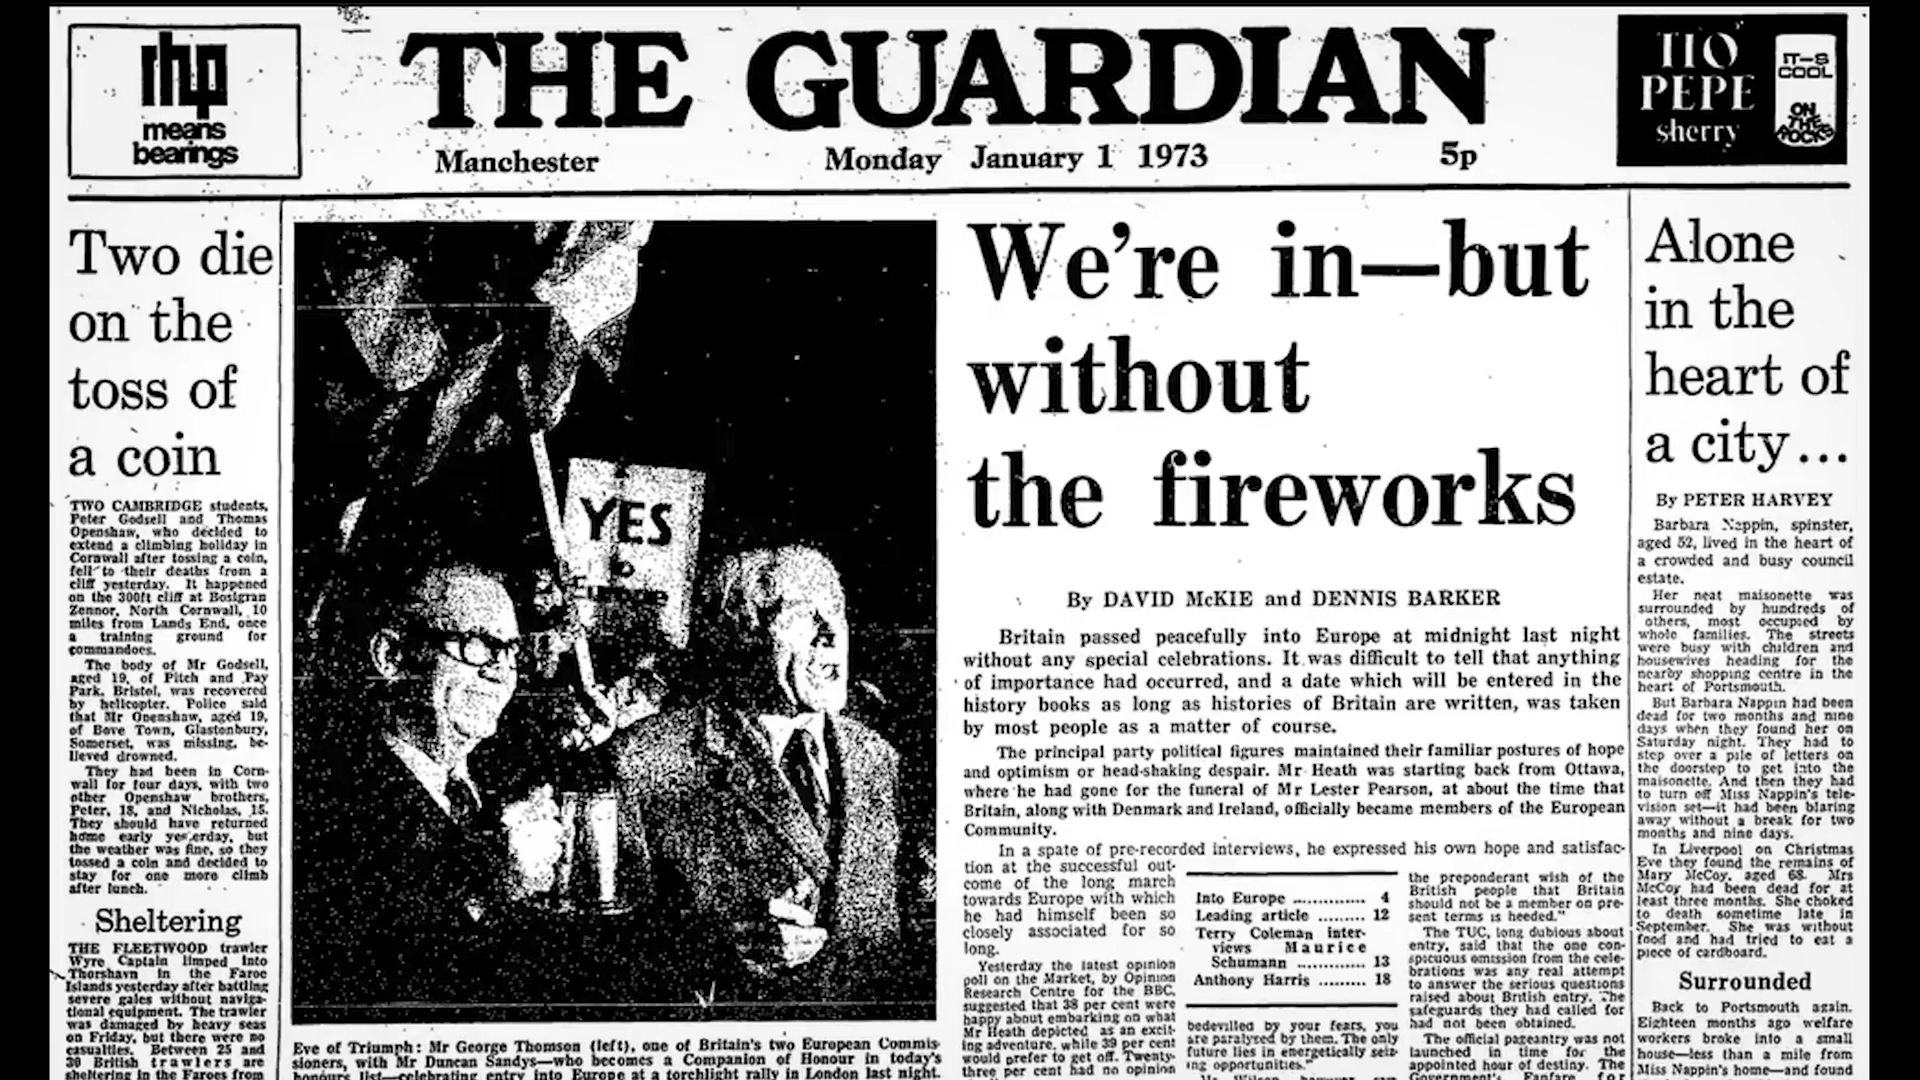 rhp
means
bearings
THE GUARDIAN
Manchester
Monday January 1 1973
5p
TIO
PEPE
sherry
IT-S
COOL
ON
THE
ROCKS
Two die
on the
toss of
a coin
TWO CAMBRIDGE students,
Peter Godsell and Thomas
Openshaw, who decided to
extend a climbing holiday in
Cornwall after tossing a coin,
fell to their deaths from a
cliff yesterday. It happened
on the 300ft cliff at Bosigran
Zennor, North Cornwall, 10
miles from Lands End, once
a training ground for
commandoes.
The body of Mr Godsell,
aged 19, of Pitch and Pay
Park, Bristol, was recovered
by helicopter. Police said
that Mr Openshaw, aged 19,
of Bove Town, Glastonbury,
Somerset, was missing, be-
lieved drowned.
They had been in Corn-
wall for four days, with two
other Openshaw brothers,
Peter, 18, and Nicholas, 15.
They should have returned
home early yesterday, but
the weather was fine, so they
tossed a coin and decided to
stay for one more climb
after lunch.
Sheltering
THE FLEETWOOD trawler
Wyre Captain limped into
Thorshavn in the Faroe
Islands yesterday after battling
severe gales without naviga-
tional equipment. The trawler
was damaged by heavy seas
on Friday, but there were no
casualties. Between 25 and
30 British trawlers are
sheltering in the Faroes from
YES
to
Europe
Eve of Triumph: Mr George Thomson (left), one of Britain's two European Commis-
sioners, with Mr Duncan Sandys—who becomes a Companion of Honour in today's
honours list—celebrating entry into Europe at a torchlight rally in London last night.
We're in—but
without
the fireworks
By DAVID McKIE and DENNIS BARKER
Britain passed peacefully into Europe at midnight last night
without any special celebrations. It was difficult to tell that anything
of importance had occurred, and a date which will be entered in the
history books as long as histories of Britain are written, was taken
by most people as a matter of course.
The principal party political figures maintained their familiar postures of hope
and optimism or head-shaking despair. Mr Heath was starting back from Ottawa,
where he had gone for the funeral of Mr Lester Pearson, at about the time that
Britain, along with Denmark and Ireland, officially became members of the European
Community.
In a spate of pre-recorded interviews, he expressed his own hope and satisfac-
tion at the successful out-
come of the long march
towards Europe with which
he had himself been so
closely associated for so
long.
Yesterday the latest opinion
poll on the Market, by Opinion
Research Centre for the BBC,
suggested that 38 per cent were
happy about embarking on what
Mr Heath depicted as an excit-
ing adventure, while 39 per cent
would prefer to get off. Twenty-
three per cent had no opinion
Into Europe ............. 4
Leading article ......... 12
Terry Coleman inter-
views Maurice
Schumann ............ 13
Anthony Harris ......... 18
bedevilled by your fears, you
are paralysed by them. The only
future lies in energetically seiz-
ing opportunities."
the preponderant wish of the
British people that Britain
should not be a member on pre-
sent terms is heeded."
The TUC, long dubious about
entry, said that the one con-
spicuous omission from the cele-
brations was any real attempt
to answer the serious questions
raised about British entry. The
safeguards they had called for
had not been obtained.
The official pageantry was not
launched in time for the
appointed hour of destiny. The
Government's Fanfare for
Alone
in the
heart of
a city...
By PETER HARVEY
Barbara Nappin, spinster,
aged 52, lived in the heart of
a crowded and busy council
estate.
Her neat maisonette was
surrounded by hundreds of
others, most occupied by
whole families. The streets
were busy with children and
housewives heading for the
nearby shopping centre in the
heart of Portsmouth.
But Barbara Nappin had been
dead for two months and nine
days when they found her on
Saturday night. They had to
step over a pile of letters on
the doorstep to get into the
maisonette. And then they had
to turn off Miss Nappin's tele-
vision set—it had been blaring
away without a break for two
months and nine days.
In Liverpool on Christmas
Eve they found the remains of
Mary McCoy, aged 68. Mrs
McCoy had been dead for at
least three months. She choked
to death sometime late in
September. She was without
food and had tried to eat a
piece of cardboard.
Surrounded
Back to Portsmouth again.
Eighteen months ago welfare
workers broke into a small
house—less than a mile from
Miss Nappin's home—and found